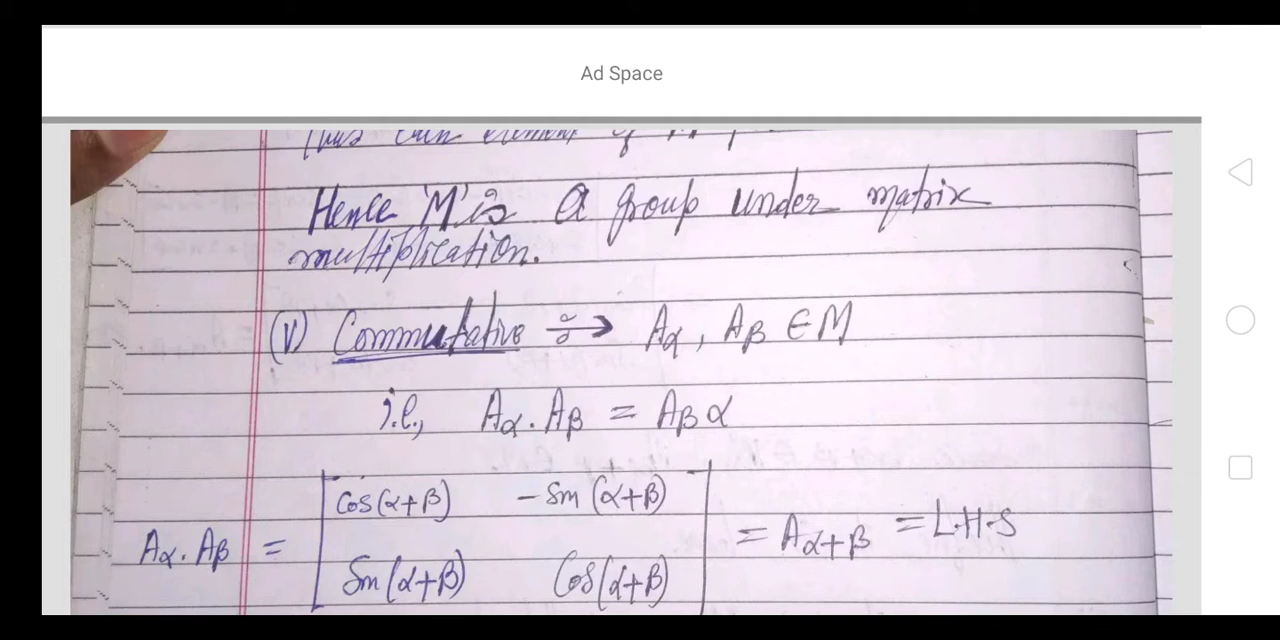 Ad Space
Hence 'M' is a group under matrix
multiplication.
(V) Commutative ⇒ Aα, Aβ ∈ M
i.e., Aα. Aβ = Aβα
Cos(α+β) -Sin(α+β)
Aα. Aβ = = Aα+β = L.H.S
Sin(α+β) Cos(α+β)